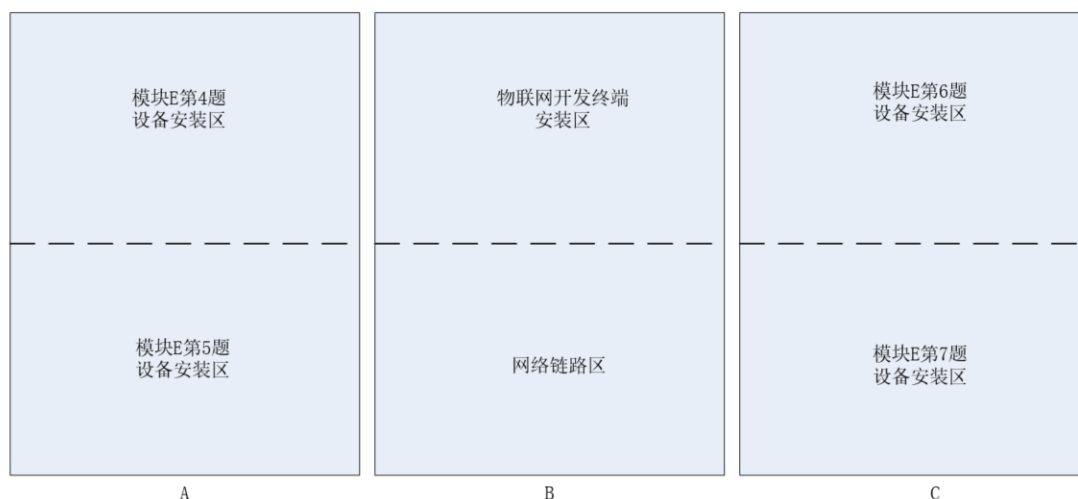 模块E第4题
设备安装区
物联网开发终端
安装区
模块E第6题
设备安装区
模块E第5题
设备安装区
网络链路区
模块E第7题
设备安装区
A
B
C